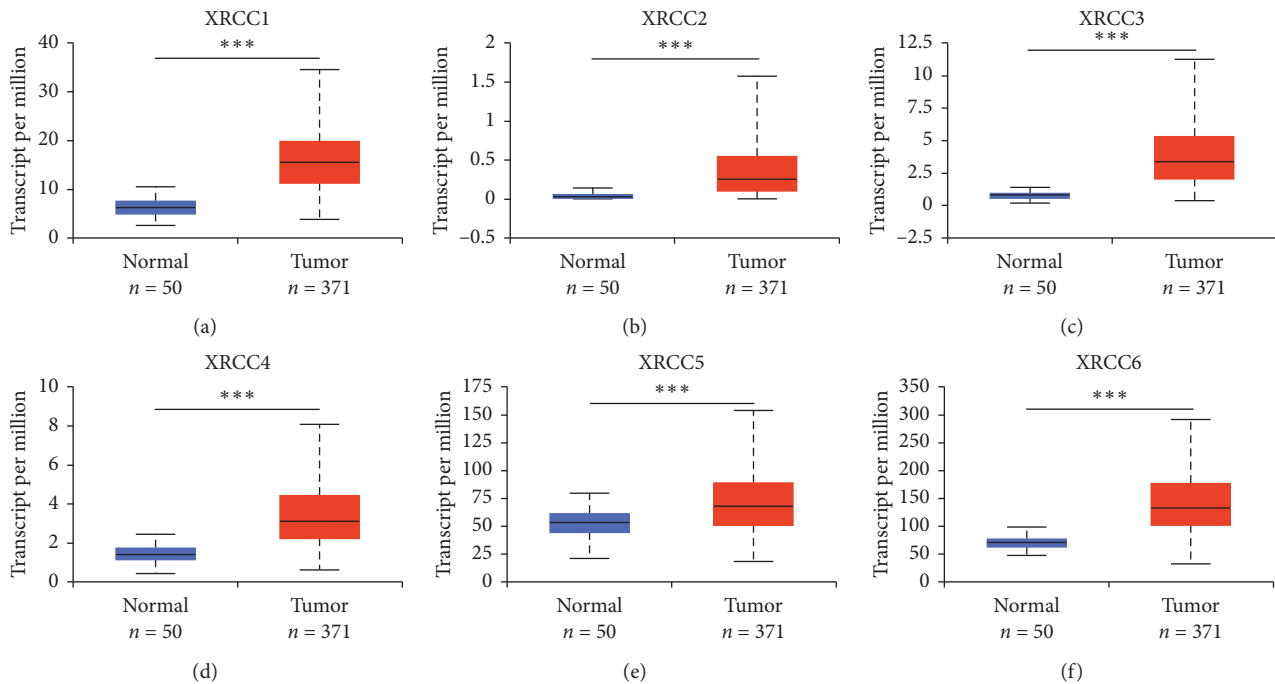 XRCC1
***
Transcript per million
40
30
20
10
0
Normal
n = 50
Tumor
n = 371
(a)
XRCC2
***
Transcript per million
2
1.5
1
0.5
0
–0.5
Normal
n = 50
Tumor
n = 371
(b)
XRCC3
***
Transcript per million
12.5
10
7.5
5
2.5
0
–2.5
Normal
n = 50
Tumor
n = 371
(c)
XRCC4
***
Transcript per million
10
8
6
4
2
0
Normal
n = 50
Tumor
n = 371
(d)
XRCC5
***
Transcript per million
175
150
125
100
75
50
25
0
Normal
n = 50
Tumor
n = 371
(e)
XRCC6
***
Transcript per million
350
300
250
200
150
100
50
0
Normal
n = 50
Tumor
n = 371
(f)